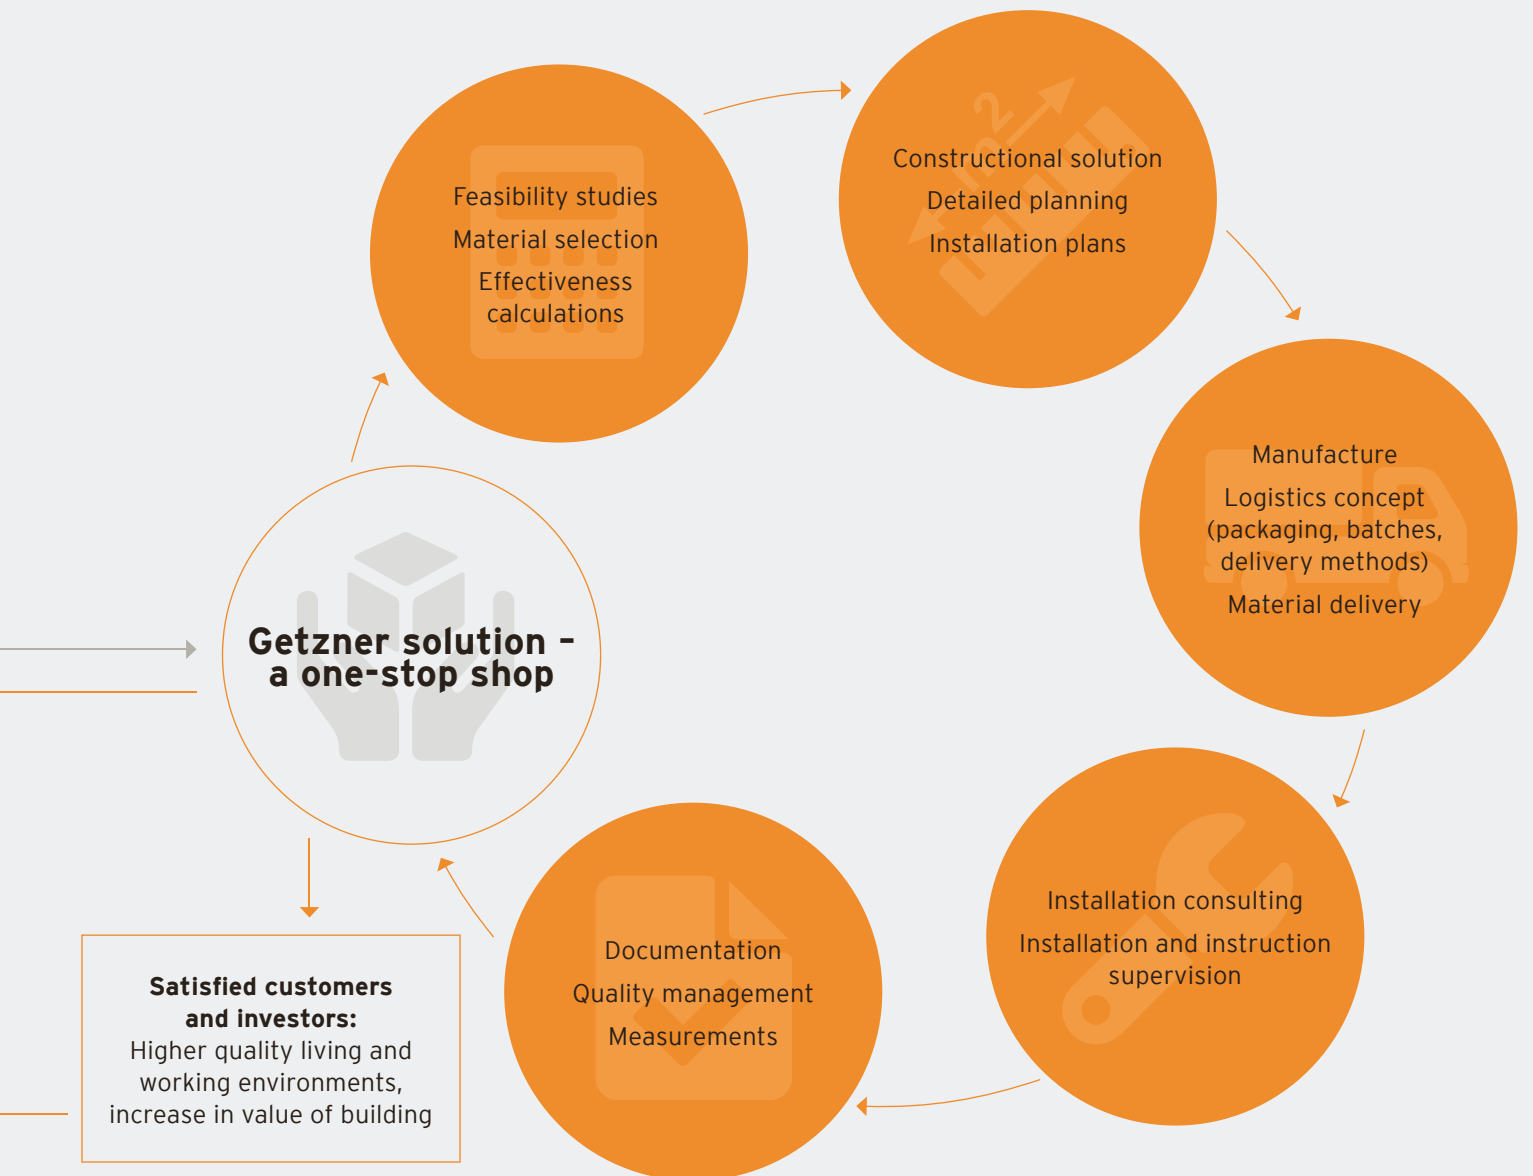 Feasibility studies
Material selection
Effectiveness
calculations
m2
Constructional solution
Detailed planning
Installation plans
Manufacture
Logistics concept
(packaging, batches,
delivery methods)
Material delivery
Installation consulting
Installation and instruction
supervision
Documentation
Quality management
Measurements
Getzner solution –
a one-stop shop
Satisfied customers
and investors:
Higher quality living and
working environments,
increase in value of building